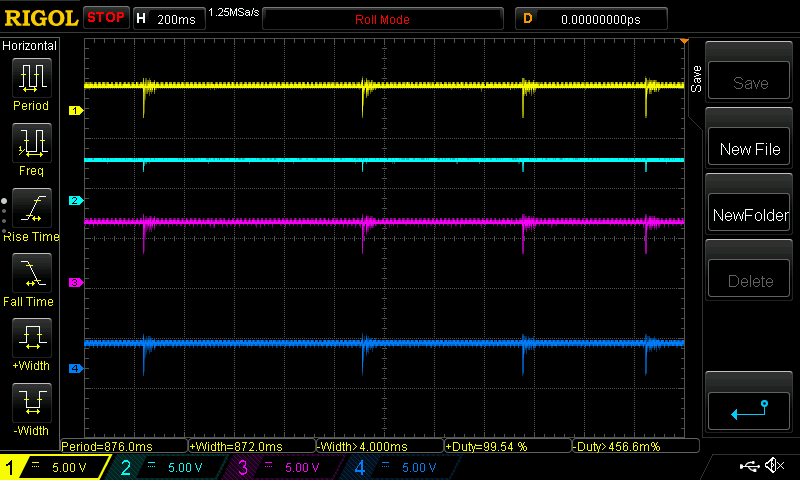 RIGOL STOP H 200ms 1.25MSa/s Roll Mode D 0.00000000ps
Horizontal
Period
Freq
Rise Time
Fall Time
+Width
-Width
1
2
3
4
Save
Save
New File
NewFolder
Delete
Period=876.0ms +Width=872.0ms -Width>4.000ms +Duty=99.54 % -Duty>456.6m%
1 5.00 V 2 5.00 V 3 5.00 V 4 5.00 V